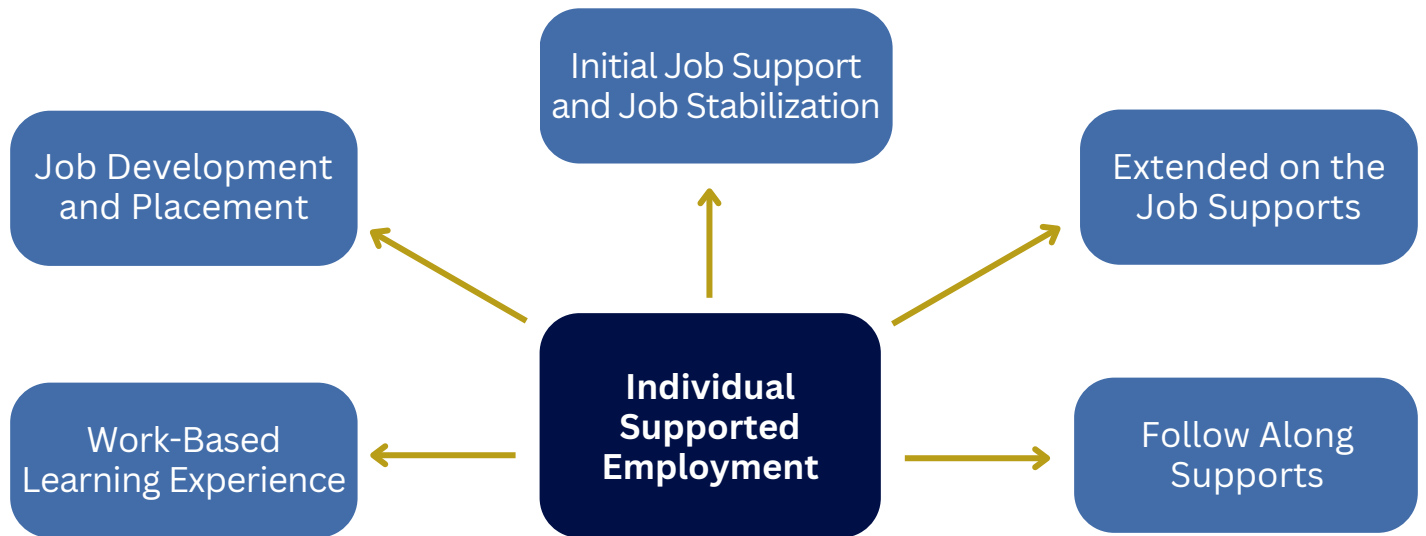 Initial Job Support
and Job Stabilization
Job Development
and Placement
Extended on the
Job Supports
Individual
Supported
Employment
Work-Based
Learning Experience
Follow Along
Supports